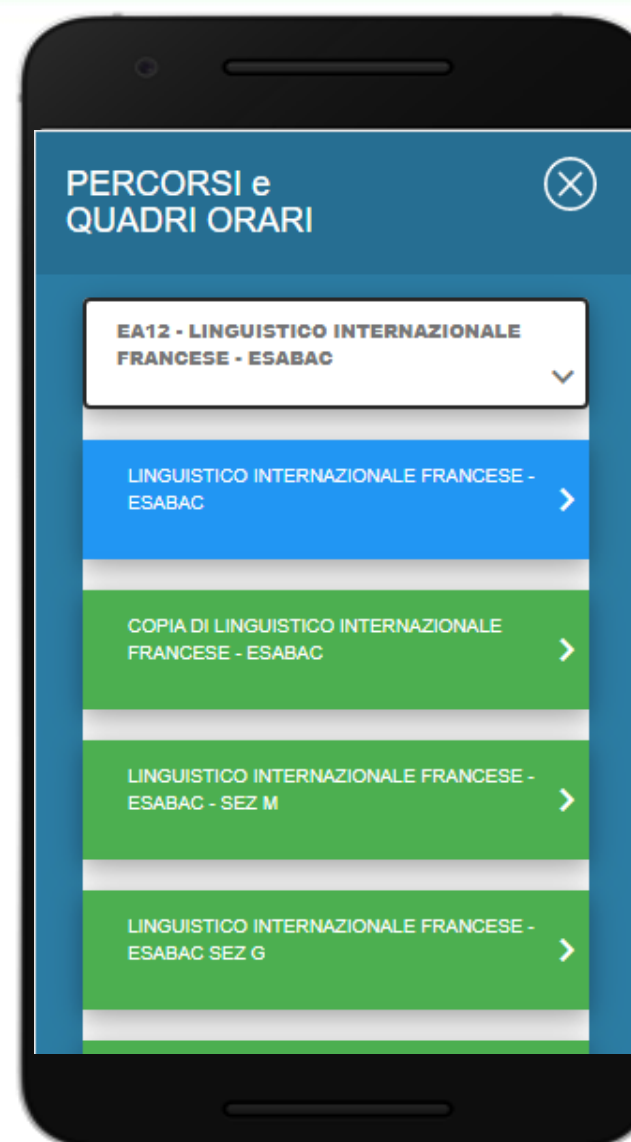 PERCORSI e
QUADRI ORARI
EA12 - LINGUISTICO INTERNAZIONALE
FRANCESE - ESABAC
LINGUISTICO INTERNAZIONALE FRANCESE -
ESABAC
COPIA DI LINGUISTICO INTERNAZIONALE
FRANCESE - ESABAC
LINGUISTICO INTERNAZIONALE FRANCESE -
ESABAC - SEZ M
LINGUISTICO INTERNAZIONALE FRANCESE -
ESABAC SEZ G